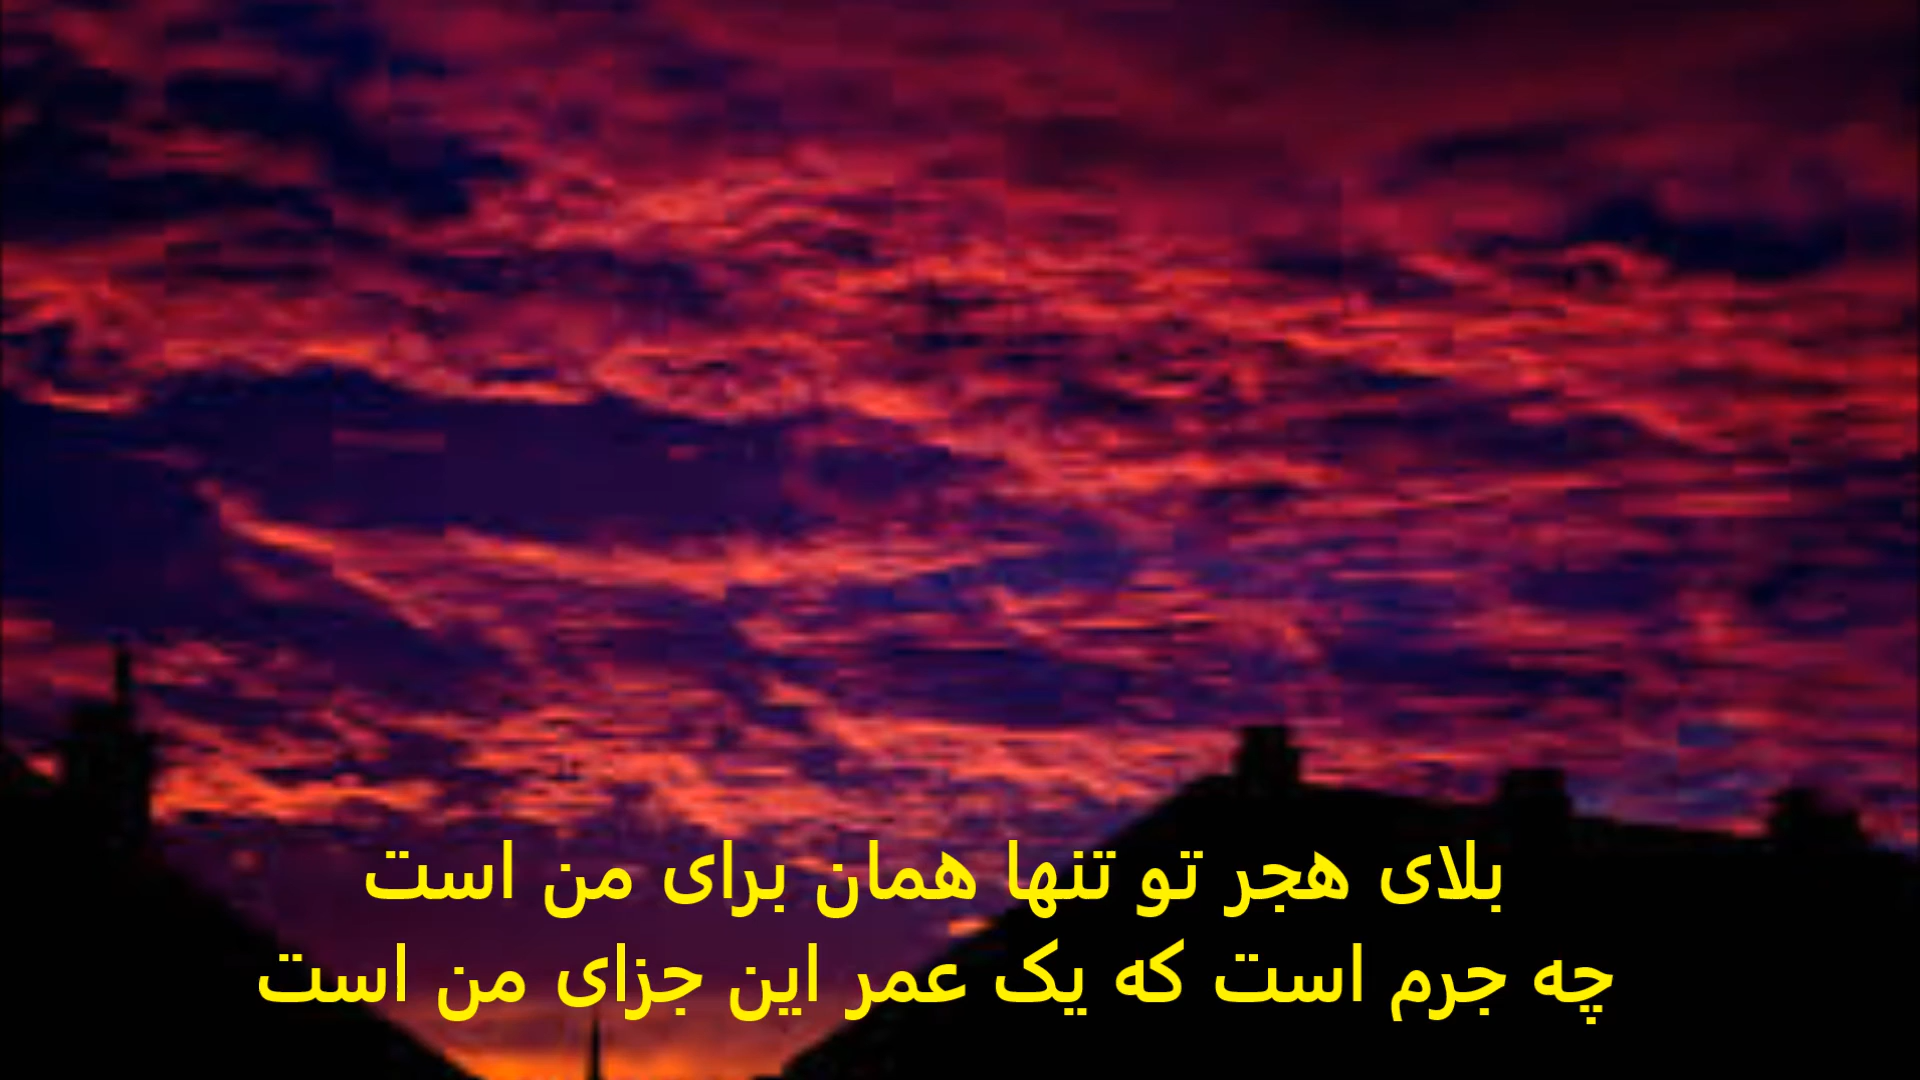 بلای هجر تو تنها همان برای من است
چه جرم است که یک عمر این جزای من است